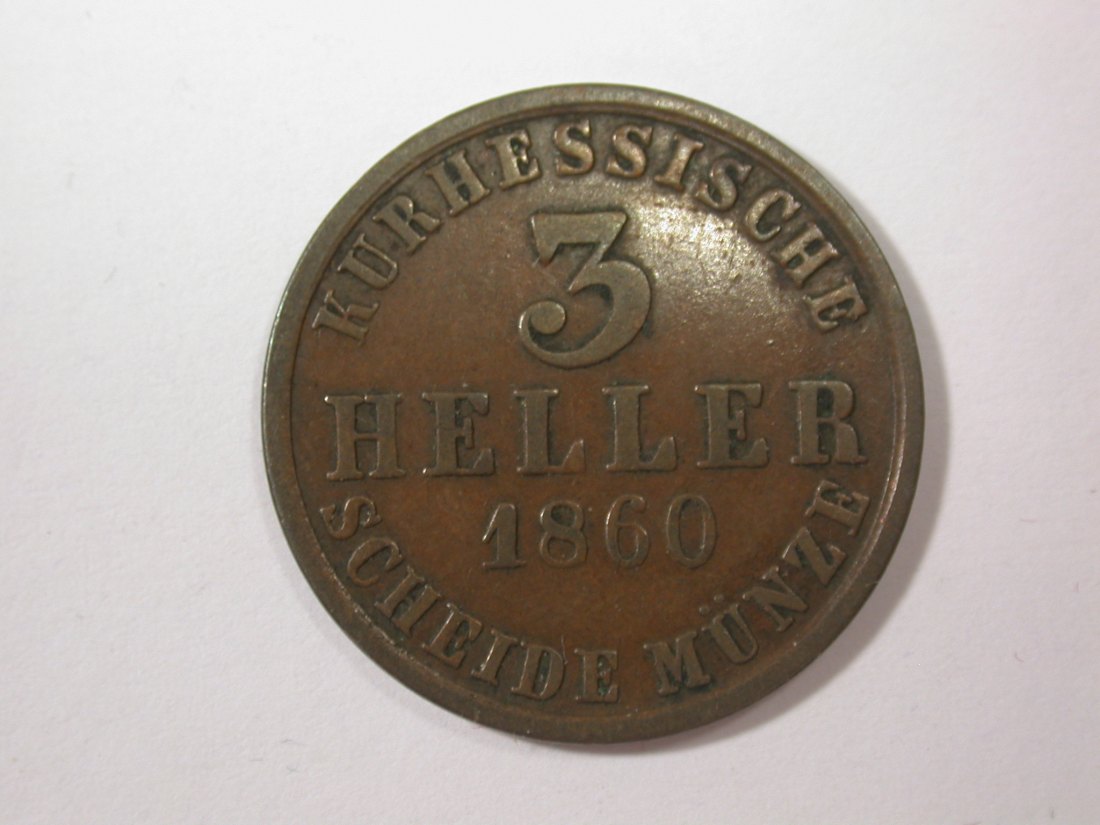 KURHESSISCHE
3
HELLER
1860
SCHEIDE MÜNZE